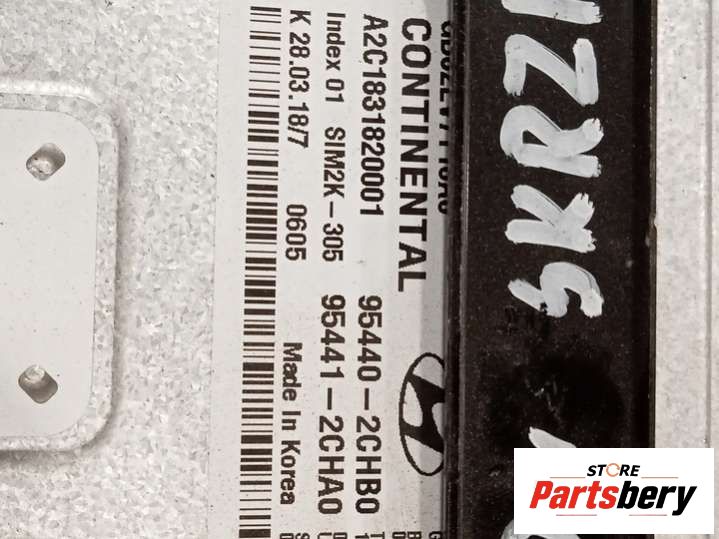 CONTINENTAL
A2C1831820001 95440-2CHB0
Index 01 SIM2K-305 95441-2CHA0
K 28.03.18/7 0605 Made In Korea
SKRZ
STORE
Partsbery